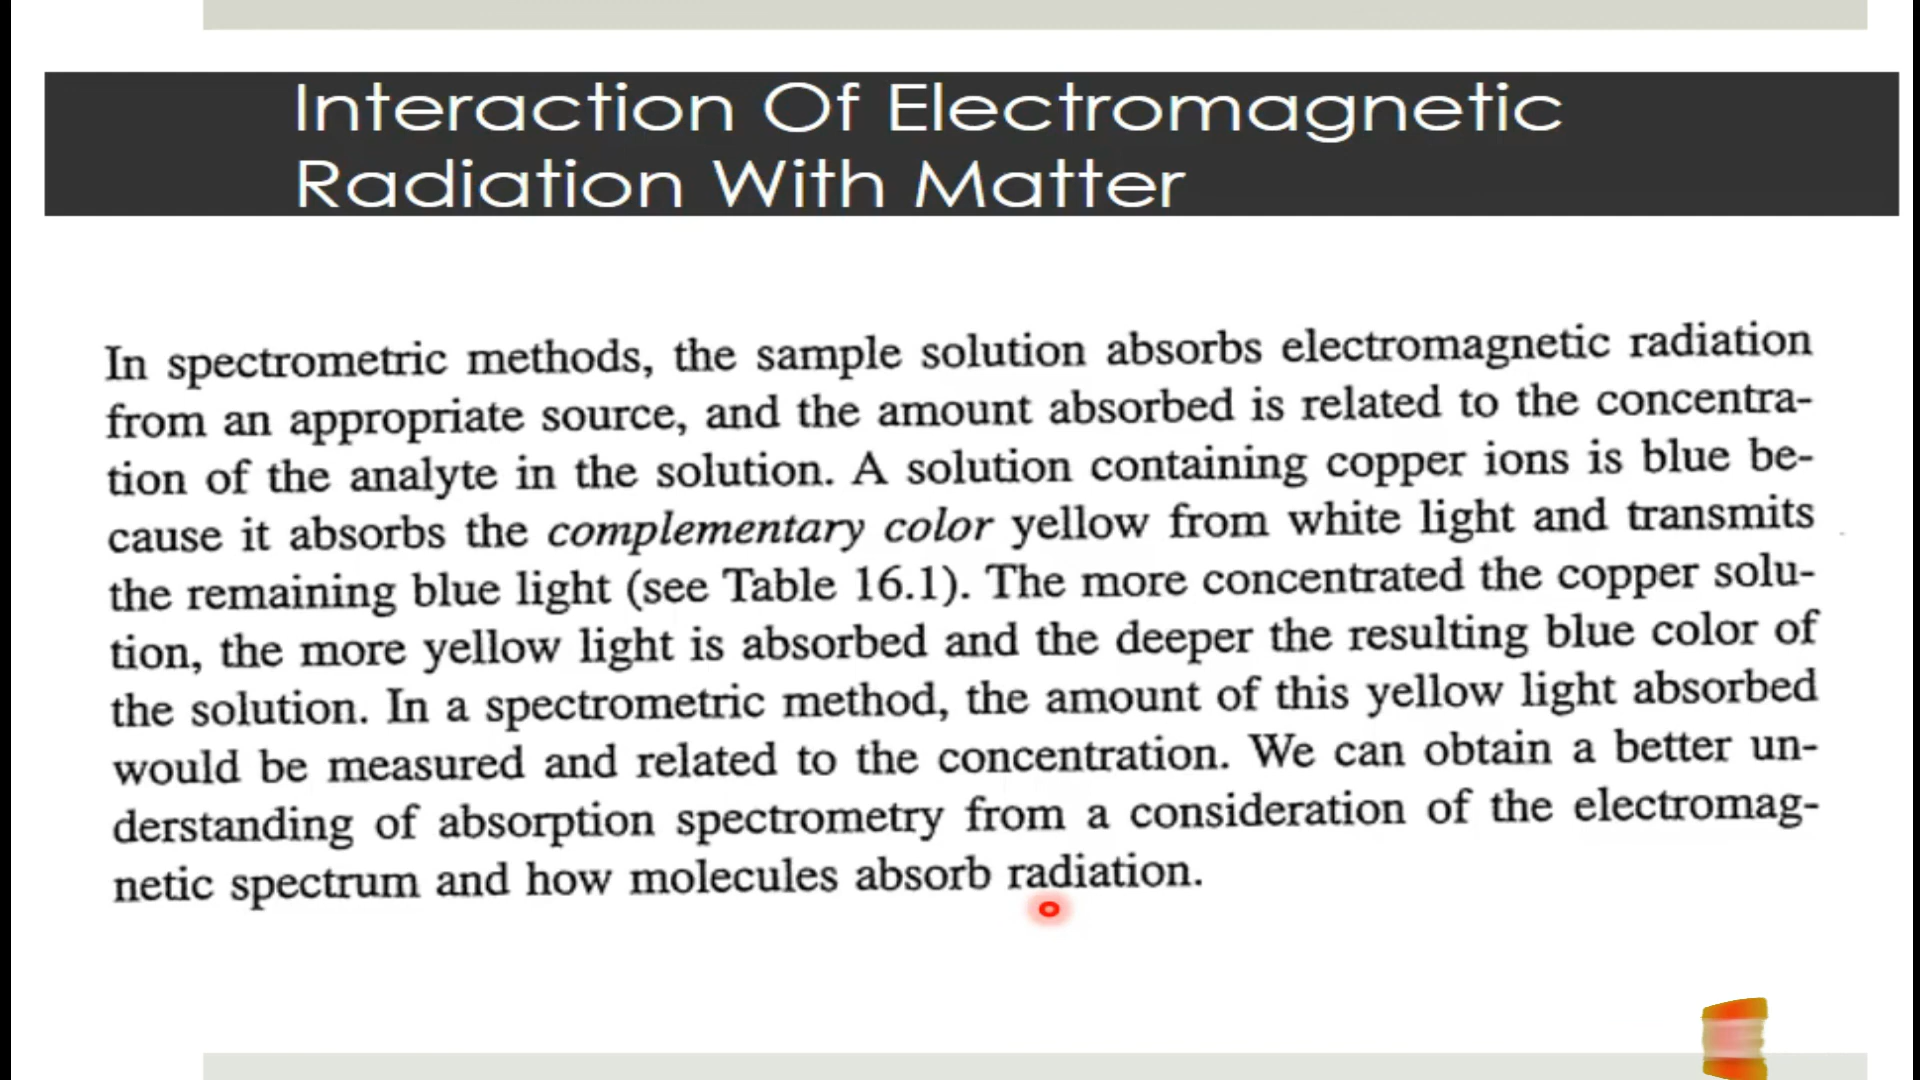 Interaction Of Electromagnetic
Radiation With Matter
In spectrometric methods, the sample solution absorbs electromagnetic radiation
from an appropriate source, and the amount absorbed is related to the concentra-
tion of the analyte in the solution. A solution containing copper ions is blue be-
cause it absorbs the complementary color yellow from white light and transmits
the remaining blue light (see Table 16.1). The more concentrated the copper solu-
tion, the more yellow light is absorbed and the deeper the resulting blue color of
the solution. In a spectrometric method, the amount of this yellow light absorbed
would be measured and related to the concentration. We can obtain a better un-
derstanding of absorption spectrometry from a consideration of the electromag-
netic spectrum and how molecules absorb radiation.